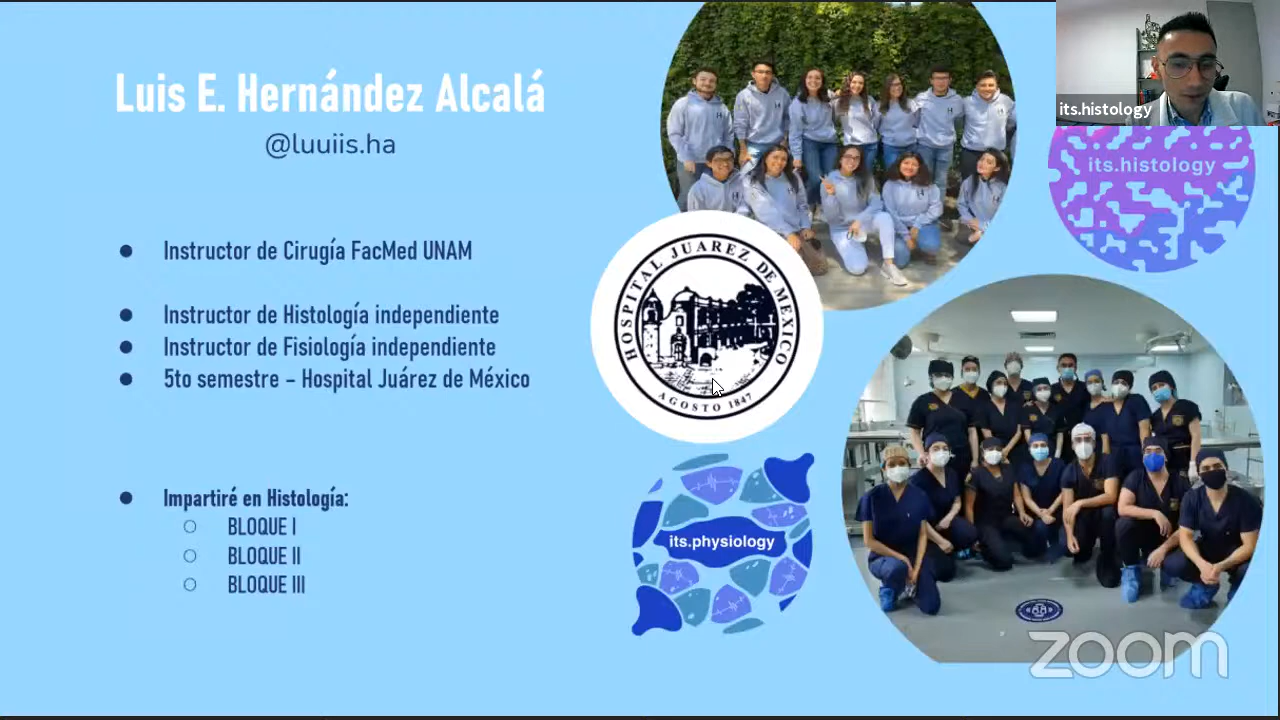 Luis E. Hernández Alcalá
@luuiis.ha
Instructor de Cirugía FacMed UNAM
Instructor de Histología independiente
Instructor de Fisiología independiente
5to semestre – Hospital Juárez de México
Impartiré en Histología:
BLOQUE I
BLOQUE II
BLOQUE III
HOSPITAL JUAREZ DE MEXICO
AGOSTO 1847
its.physiology
its.histology
its.histology
zoom